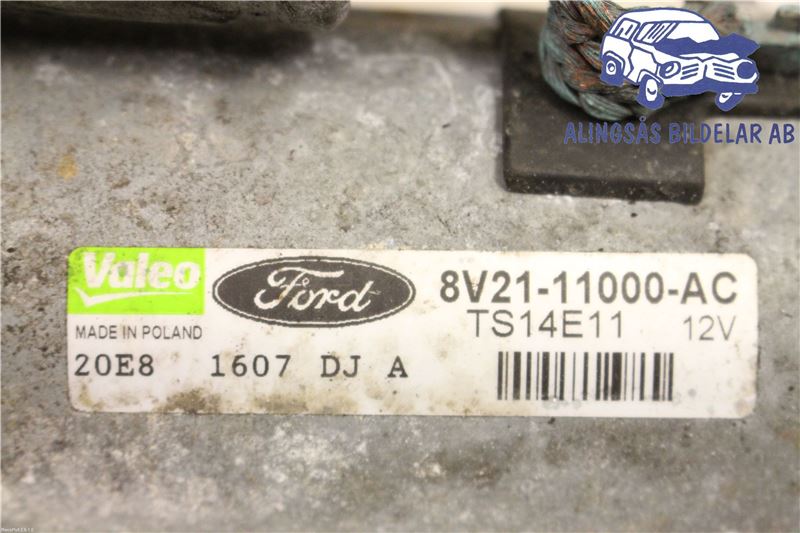 ALINGSÅS BILDELAR AB
Valeo
Ford
8V21-11000-AC
MADE IN POLAND
TS14E11 12V
20E8 1607 DJ A